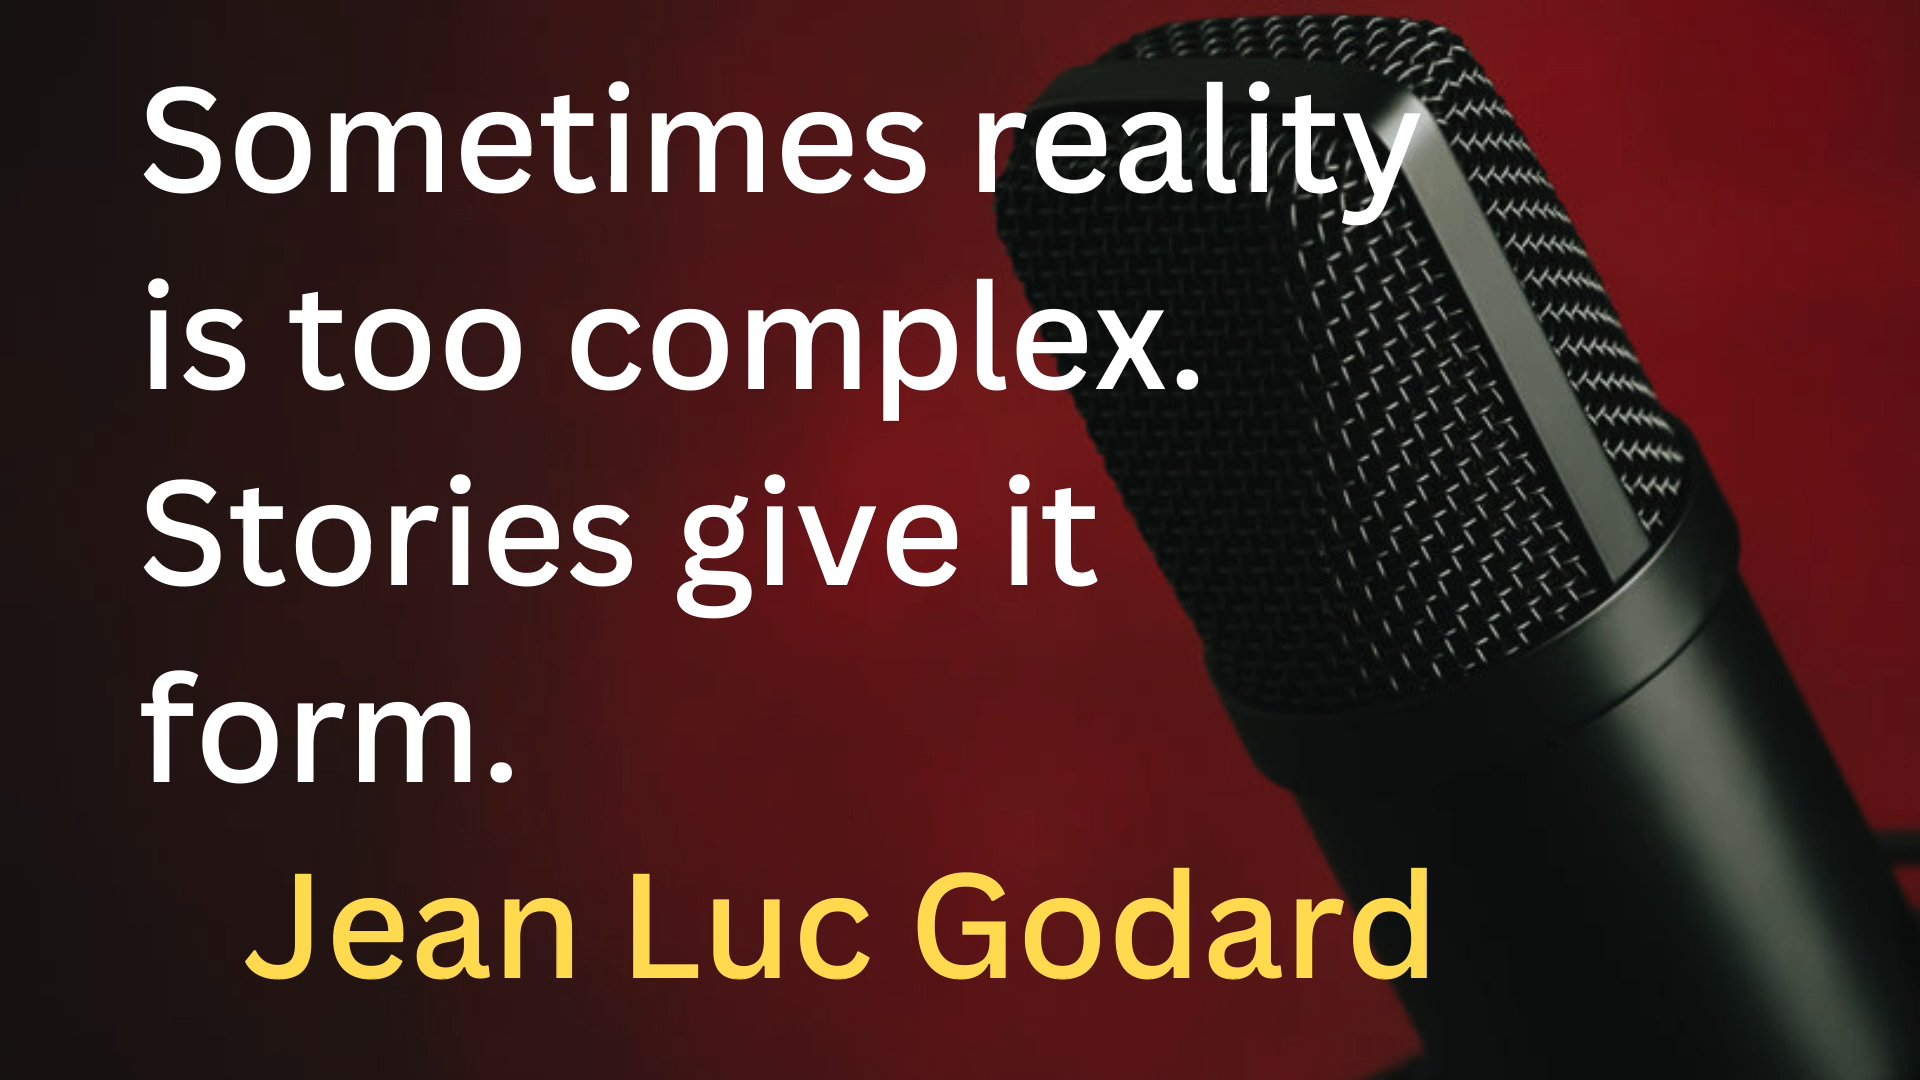 Sometimes reality
is too complex.
Stories give it
form.
Jean Luc Godard